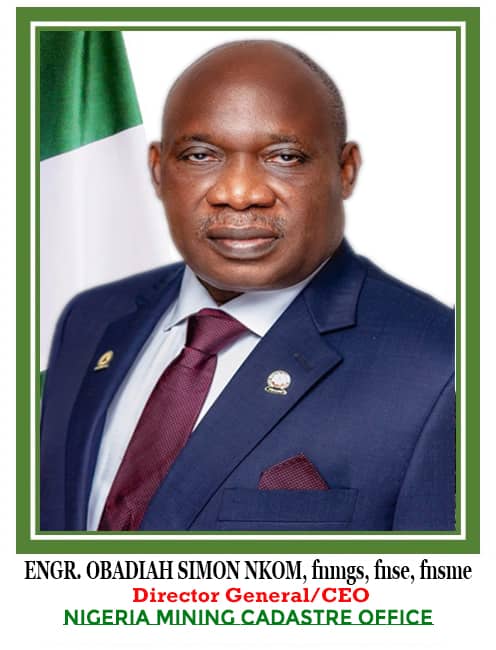 ENGR. OBADIAH SIMON NKOM, fnmgs, fnse, fnsme
Director General/CEO
NIGERIA MINING CADASTRE OFFICE